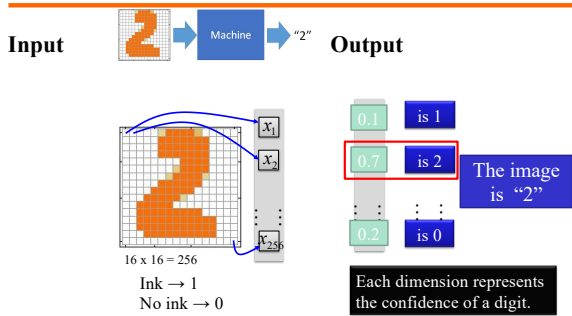 Input
Machine
“2”
Output
x1
x2
⋮ ⋮
x256
16 x 16 = 256
Ink → 1
No ink → 0
0.1 is 1
0.7 is 2
⋮ ⋮ ⋮ ⋮
0.2 is 0
The image
is “2”
Each dimension represents
the confidence of a digit.